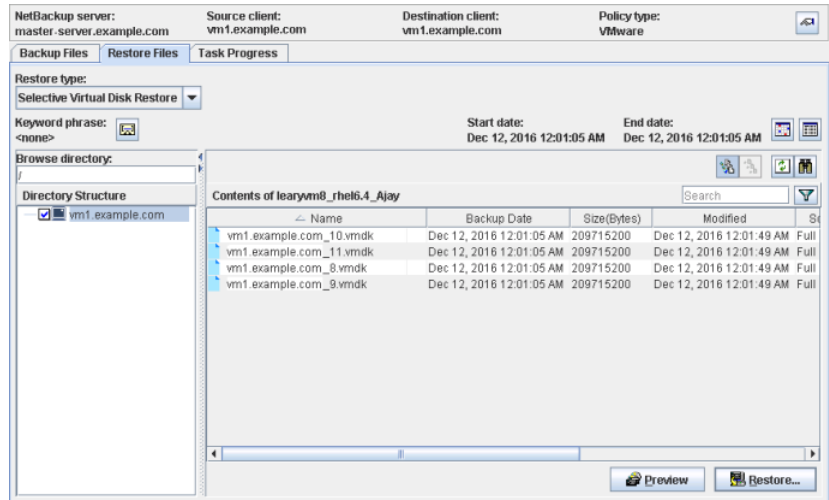 NetBackup server: Source client: Destination client: Policy type:
master-server.example.com vm1.example.com vm1.example.com VMware
Backup Files Restore Files Task Progress
Restore type:
Selective Virtual Disk Restore
Keyword phrase: Start date: End date:
<none> Dec 12, 2016 12:01:05 AM Dec 12, 2016 12:01:05 AM
Browse directory:
/
Directory Structure Contents of learyvm8_rhel6.4_Ajay Search
vm1.example.com Name Backup Date Size(Bytes) Modified
vm1.example.com_10.vmdk Dec 12, 2016 12:01:05 AM 209715200 Dec 12, 2016 12:01:49 AM Full
vm1.example.com_11.vmdk Dec 12, 2016 12:01:05 AM 209715200 Dec 12, 2016 12:01:49 AM Full
vm1.example.com_8.vmdk Dec 12, 2016 12:01:05 AM 209715200 Dec 12, 2016 12:01:49 AM Full
vm1.example.com_9.vmdk Dec 12, 2016 12:01:05 AM 209715200 Dec 12, 2016 12:01:49 AM Full
Preview Restore...